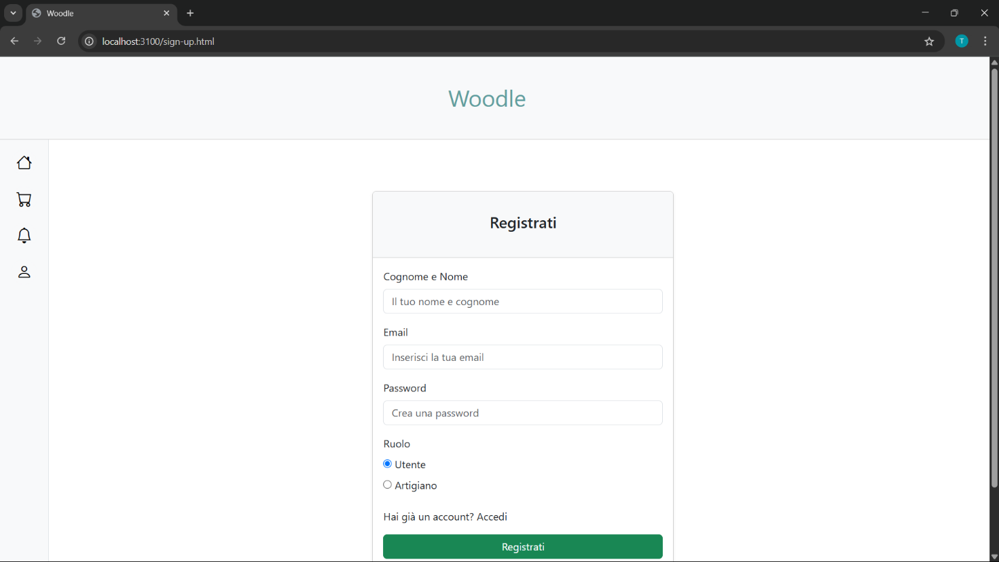 Woodle
localhost:3100/sign-up.html
T
Woodle
Registrati
Cognome e Nome
Il tuo nome e cognome
Email
Inserisci la tua email
Password
Crea una password
Ruolo
Utente
Artigiano
Hai già un account? Accedi
Registrati